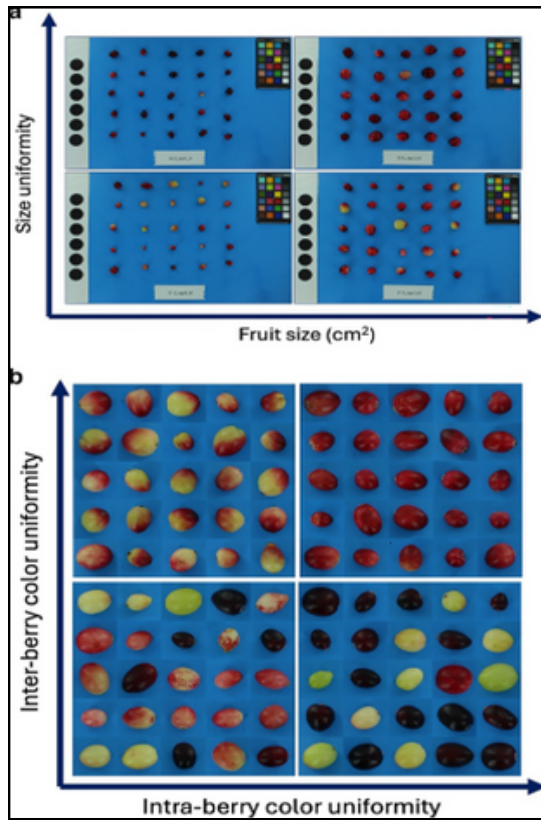 a
Size uniformity
Fruit size (cm²)
b
Inter-berry color uniformity
Intra-berry color uniformity